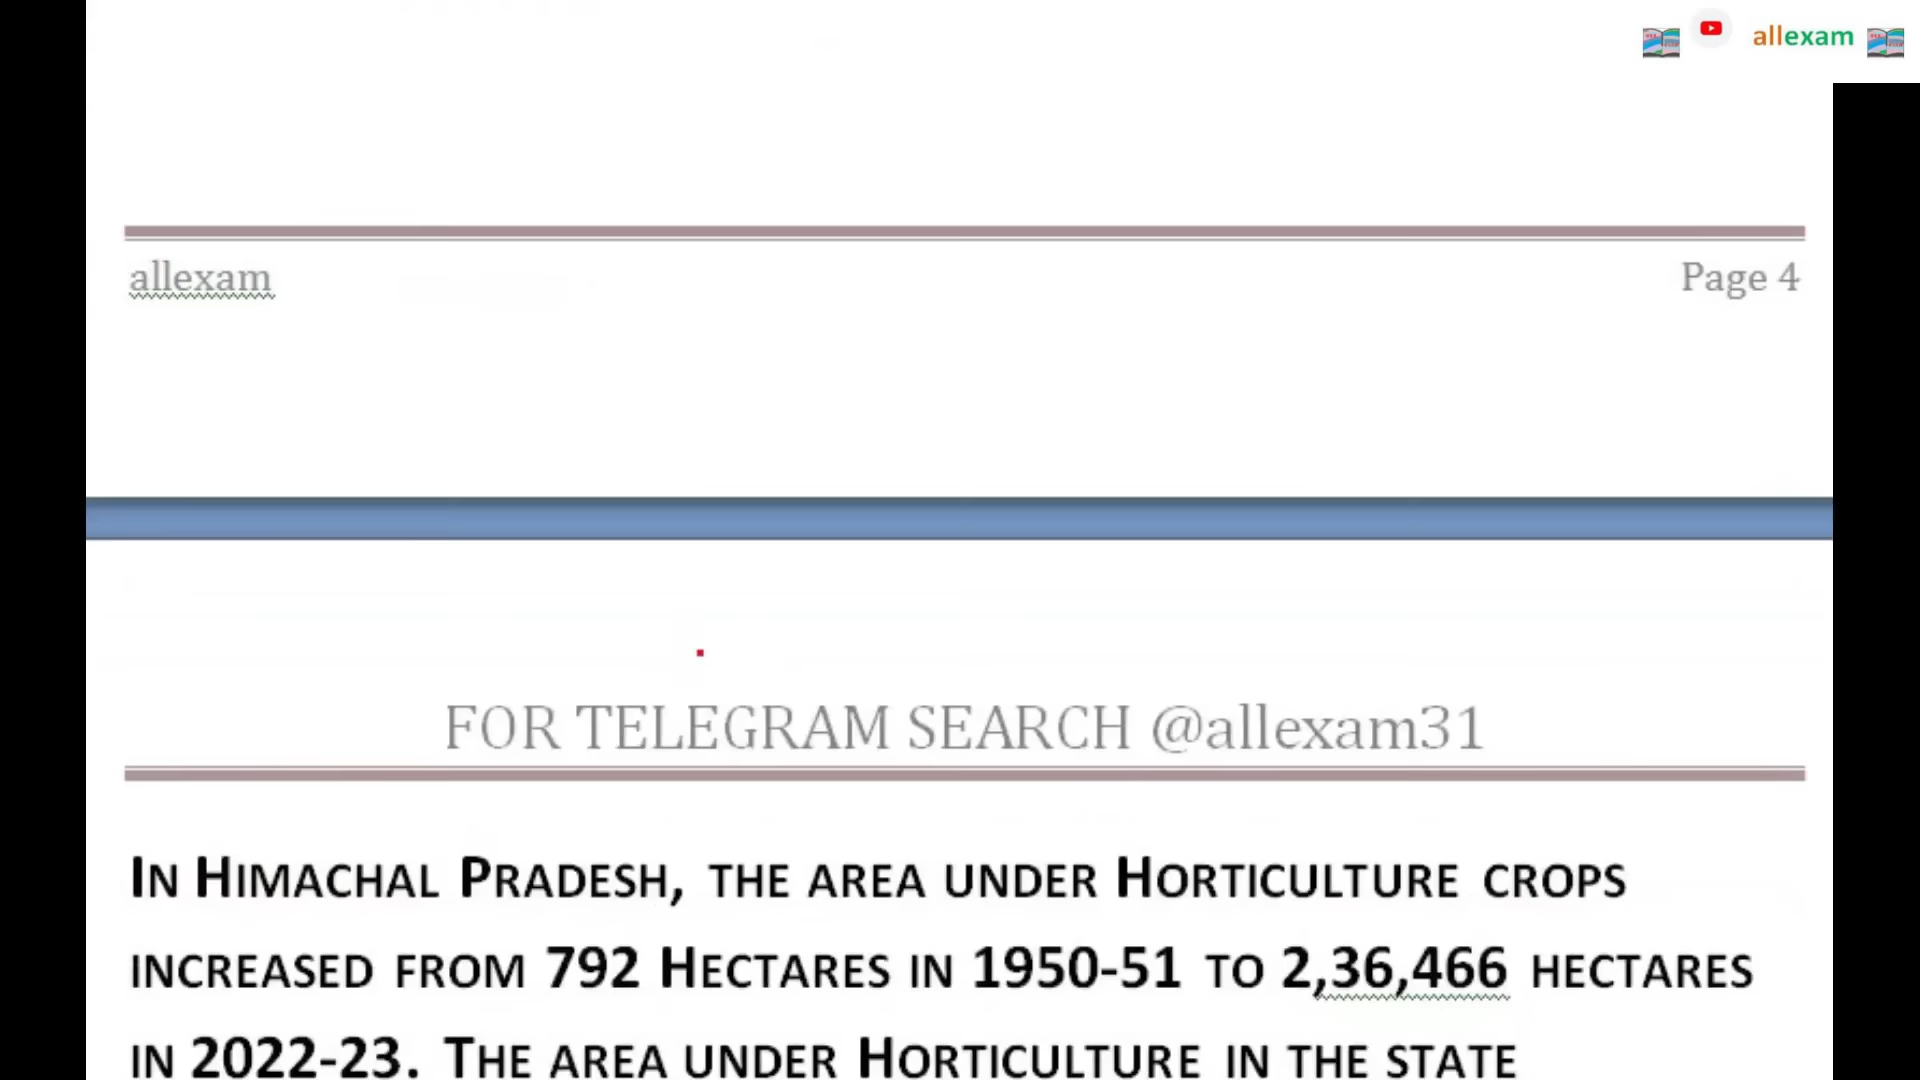 allexam
allexam Page 4
FOR TELEGRAM SEARCH @allexam31
IN HIMACHAL PRADESH, THE AREA UNDER HORTICULTURE CROPS
INCREASED FROM 792 HECTARES IN 1950-51 TO 2,36,466 HECTARES
IN 2022-23. THE AREA UNDER HORTICULTURE IN THE STATE